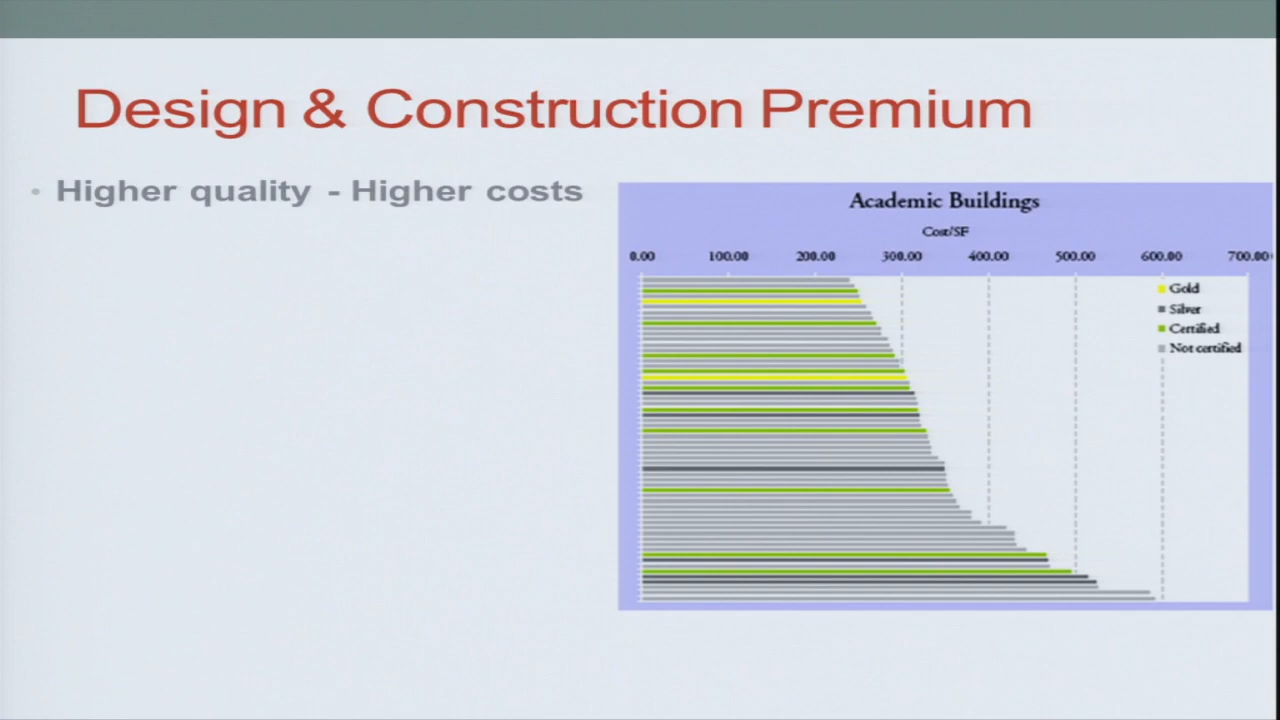 Design & Construction Premium
• Higher quality - Higher costs
Academic Buildings
Cost/SF
0.00 100.00 200.00 300.00 400.00 500.00 600.00 700.00
Gold
Silver
Certified
Not certified